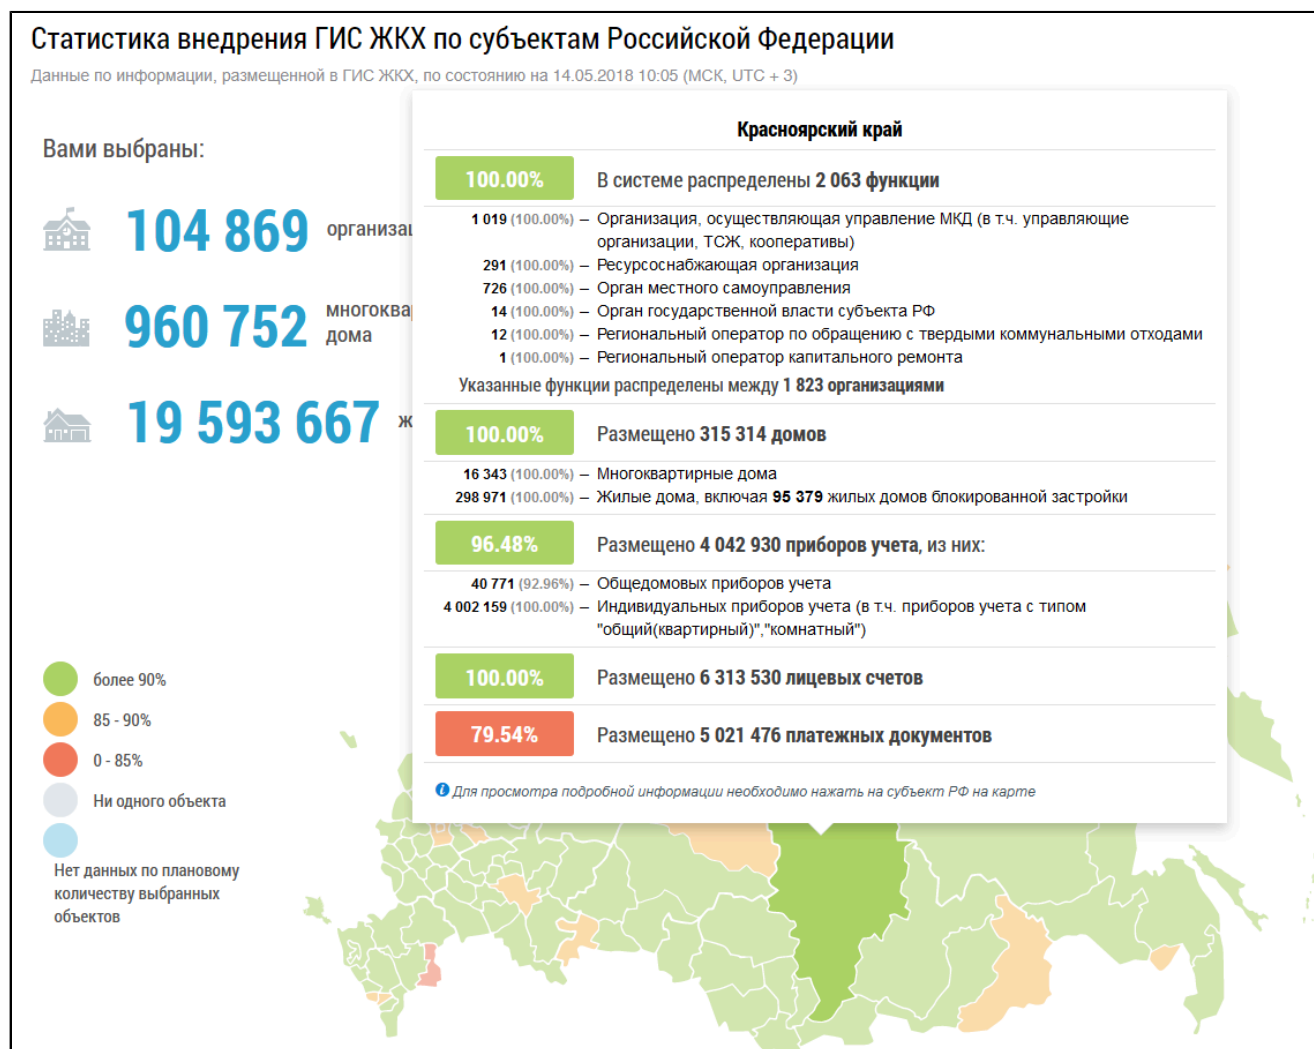 Статистика внедрения ГИС ЖКХ по субъектам Российской Федерации
Данные по информации, размещенной в ГИС ЖКХ, по состоянию на 14.05.2018 10:05 (МСК, UTC + 3)
Вами выбраны:
104 869 организац
960 752 многоква
дома
19 593 667 ж
Красноярский край
100.00% В системе распределены 2 063 функции
1 019 (100.00%) – Организация, осуществляющая управление МКД (в т.ч. управляющие
организации, ТСЖ, кооперативы)
291 (100.00%) – Ресурсоснабжающая организация
726 (100.00%) – Орган местного самоуправления
14 (100.00%) – Орган государственной власти субъекта РФ
12 (100.00%) – Региональный оператор по обращению с твердыми коммунальными отходами
1 (100.00%) – Региональный оператор капитального ремонта
Указанные функции распределены между 1 823 организациями
100.00% Размещено 315 314 домов
16 343 (100.00%) – Многоквартирные дома
298 971 (100.00%) – Жилые дома, включая 95 379 жилых домов блокированной застройки
96.48% Размещено 4 042 930 приборов учета, из них:
40 771 (92.96%) – Общедомовых приборов учета
4 002 159 (100.00%) – Индивидуальных приборов учета (в т.ч. приборов учета с типом
"общий(квартирный)","комнатный")
100.00% Размещено 6 313 530 лицевых счетов
79.54% Размещено 5 021 476 платежных документов
Для просмотра подробной информации необходимо нажать на субъект РФ на карте
более 90%
85 - 90%
0 - 85%
Ни одного объекта
Нет данных по плановому
количеству выбранных
объектов